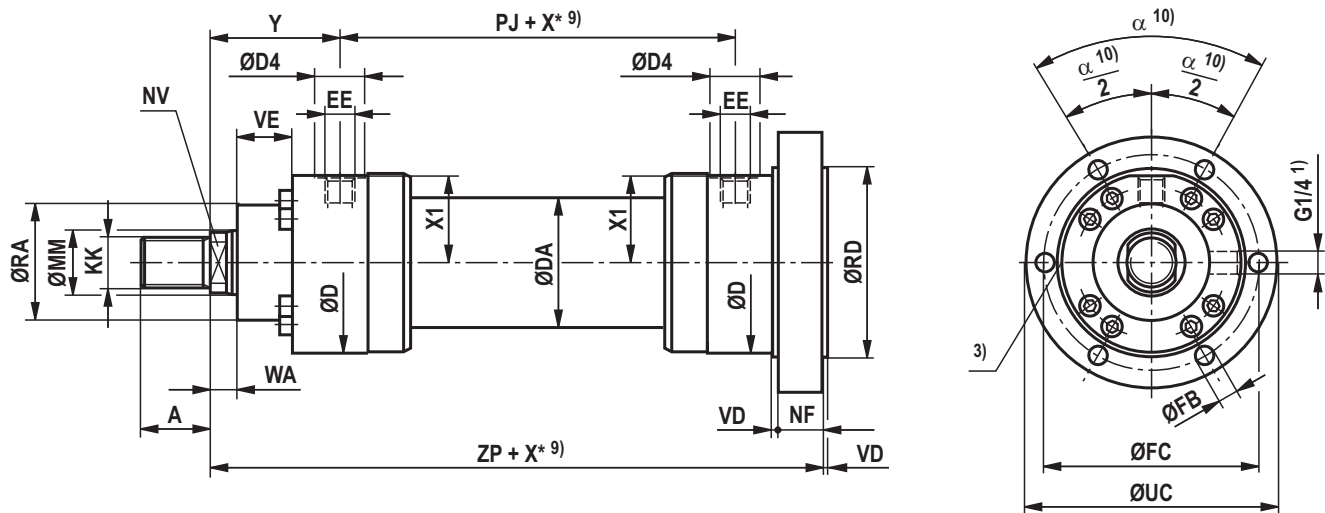 Y
PJ + X* 9)
ØD4
ØD4
NV
EE
EE
VE
X1
X1
ØRA
ØMM
KK
ØD
ØDA
ØD
ØRD
WA
A
VD
NF
ZP + X* 9)
VD
α 10)
α 10)
2
α 10)
2
G1/4 1)
3)
ØFB
ØFC
ØUC